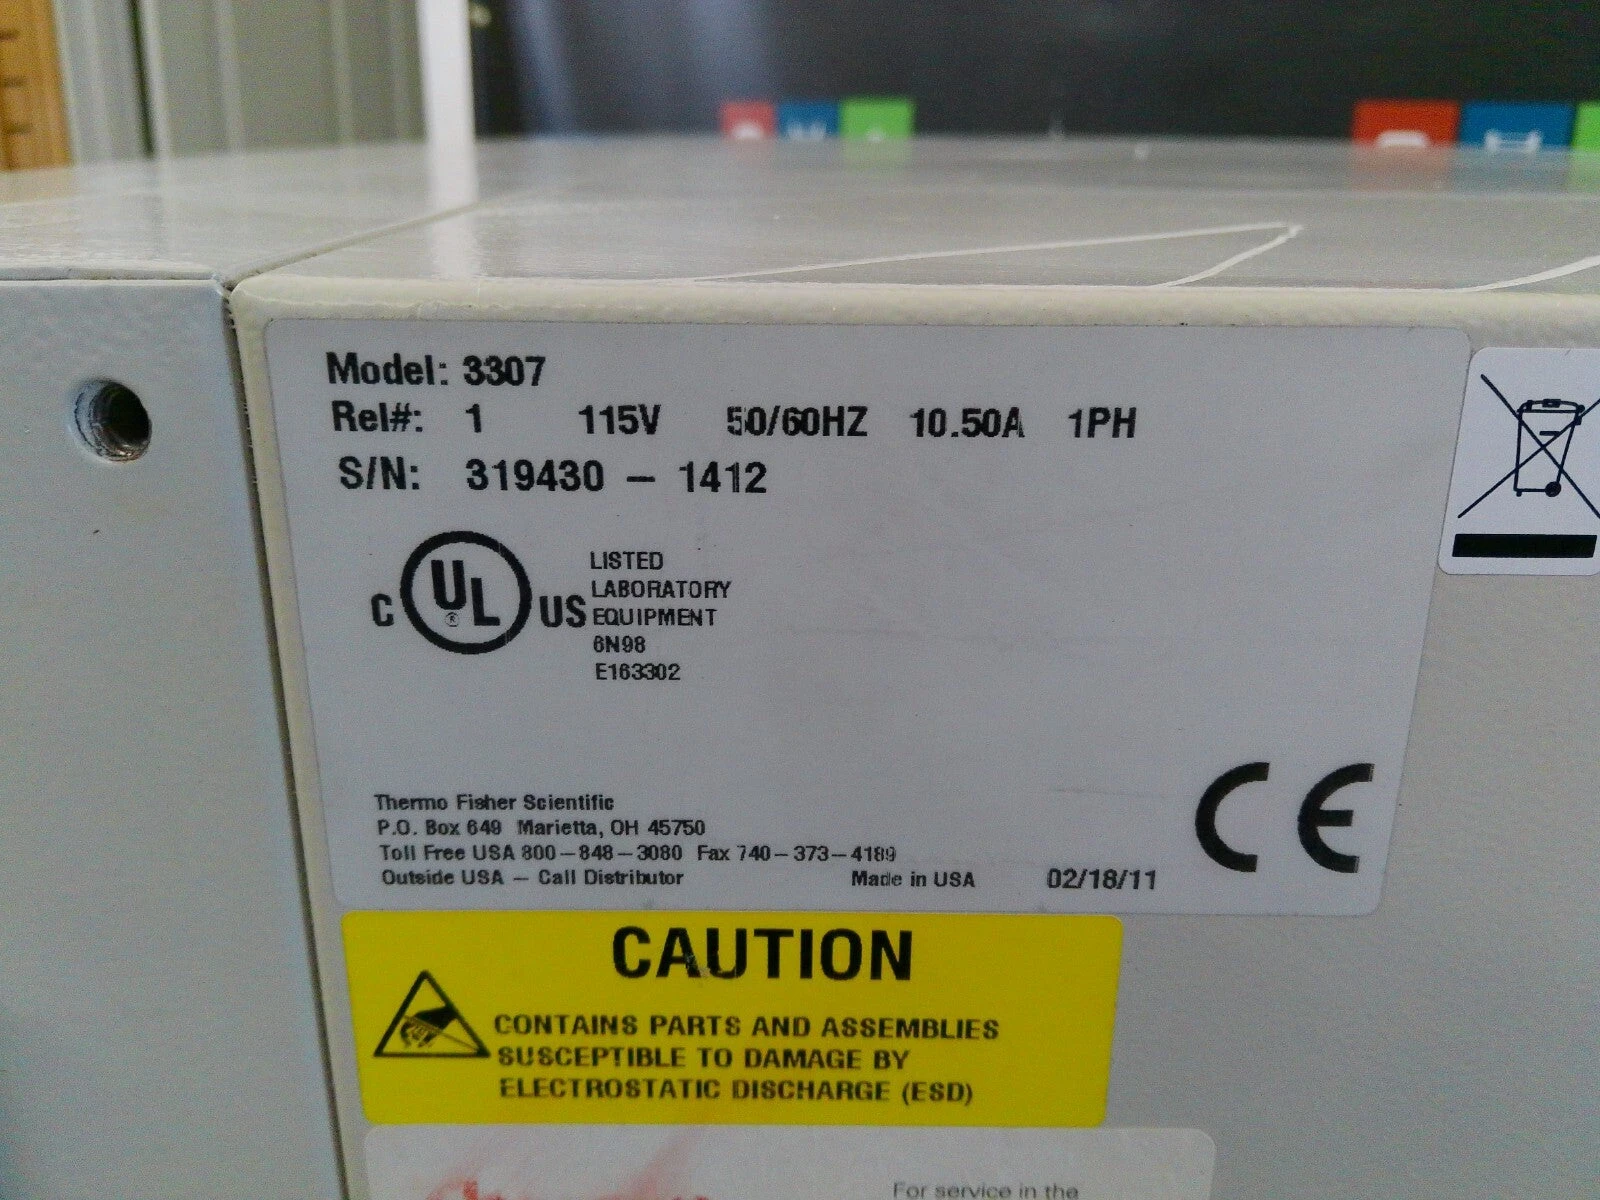 Model: 3307
Rel#: 1 115V 50/60HZ 10.50A 1PH
S/N: 319430 - 1412
C UL ® US
LISTED
LABORATORY
EQUIPMENT
6N98
E163302
Thermo Fisher Scientific
P.O. Box 649 Marietta, OH 45750
Toll Free USA 800-848-3080 Fax 740-373-4189
Outside USA - Call Distributor Made in USA 02/18/11
CE
CAUTION
CONTAINS PARTS AND ASSEMBLIES
SUSCEPTIBLE TO DAMAGE BY
ELECTROSTATIC DISCHARGE (ESD)
For service in the